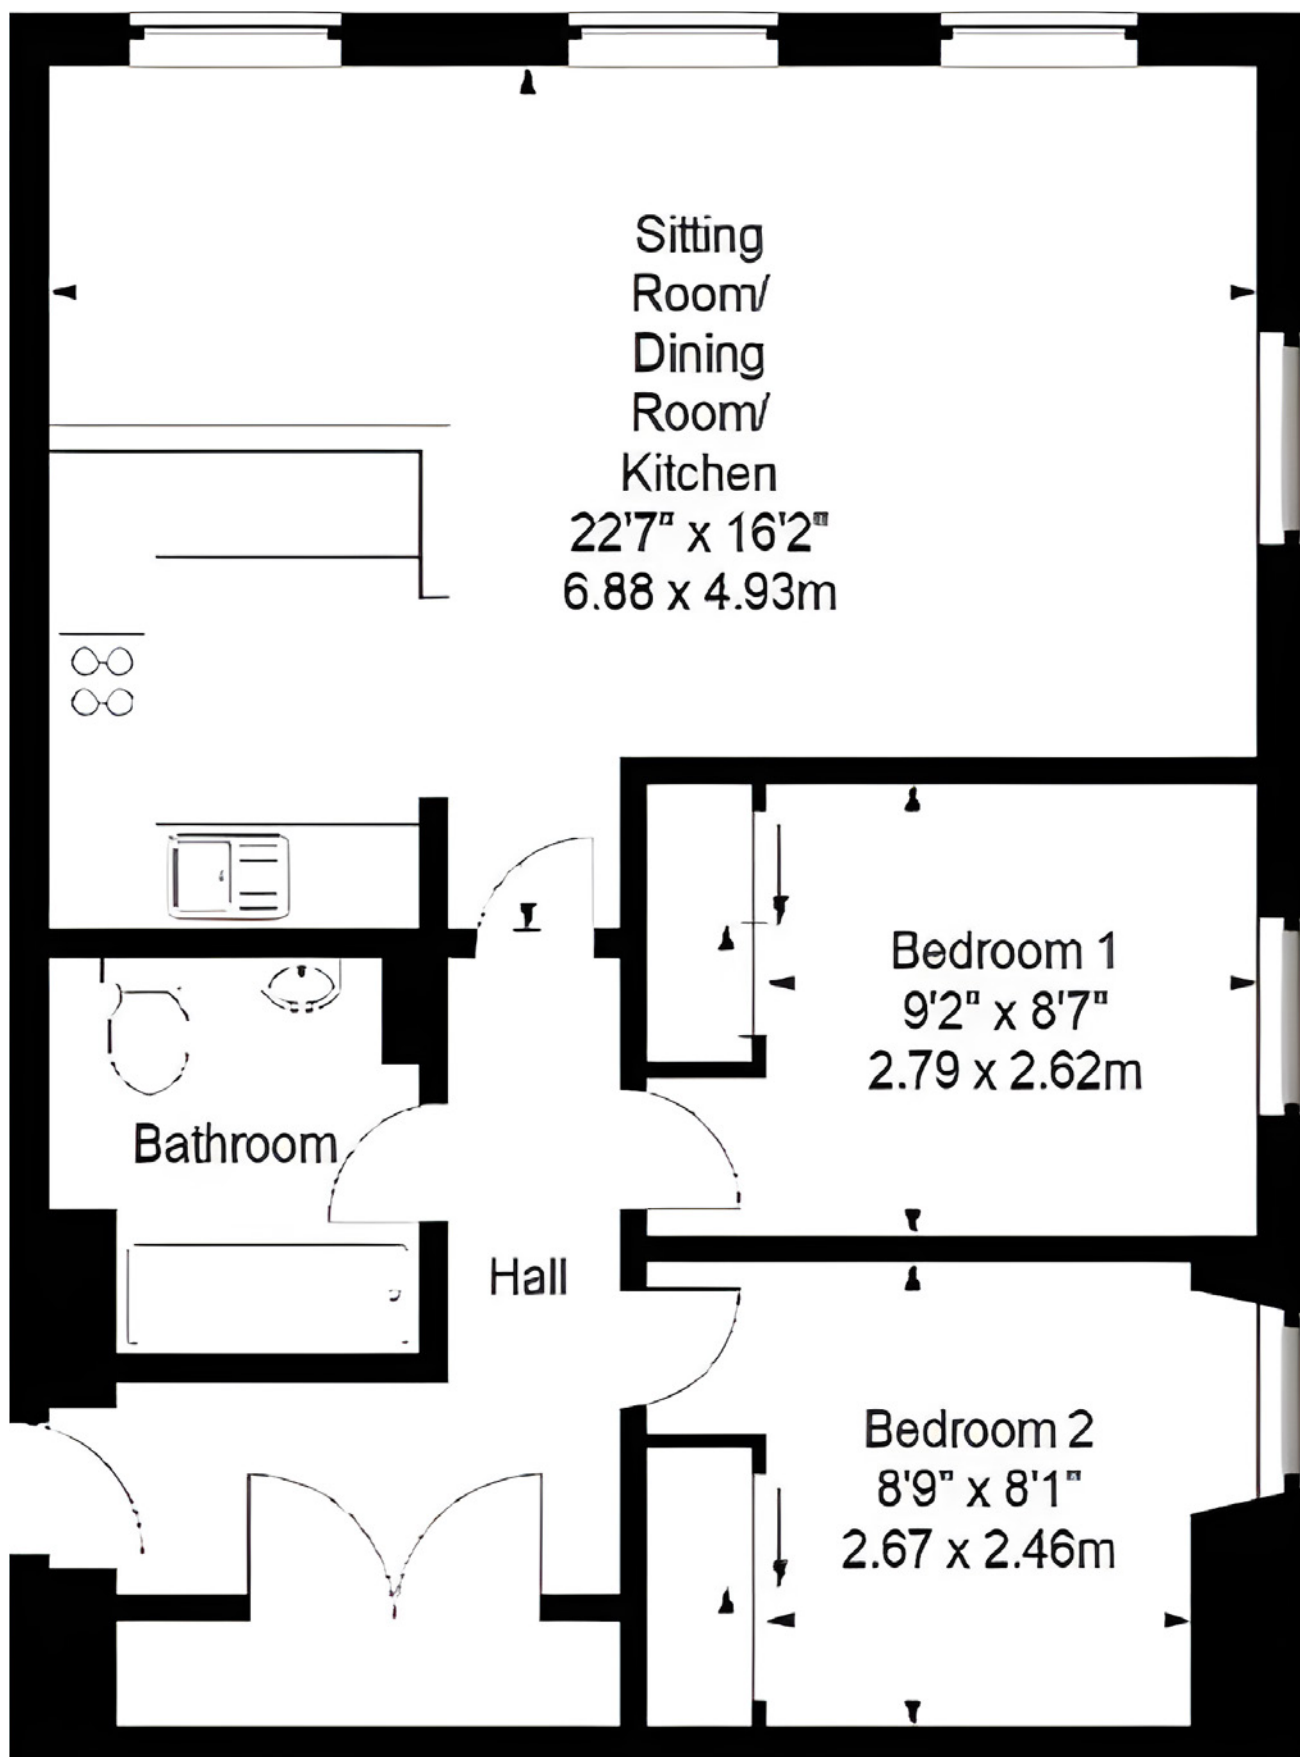 Sitting
Room/
Dining
Room/
Kitchen
22'7" x 16'2"
6.88 x 4.93m
Bedroom 1
9'2" x 8'7"
2.79 x 2.62m
Bathroom
Hall
Bedroom 2
8'9" x 8'1"
2.67 x 2.46m